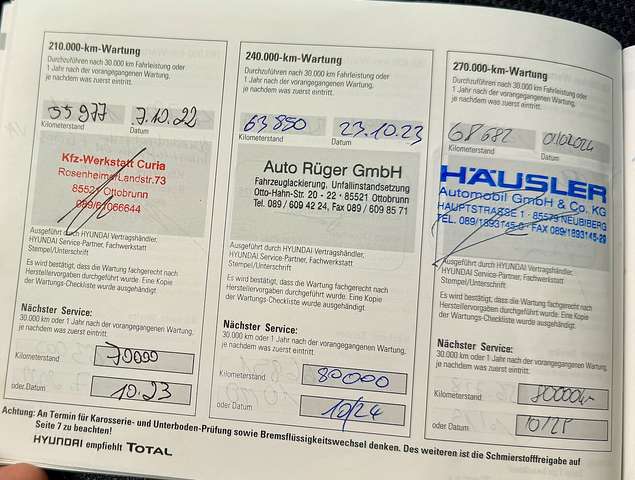 210.000-km-Wartung
Durchzuführen nach 30.000 km Fahrleistung oder
1 Jahr nach der vorangegangenen Wartung,
je nachdem was zuerst eintritt.
55 977
7.10.22
Kilometerstand
Datum
Kfz-Werkstatt Curia
Rosenheimer Landstr. 73
85521 Ottobrunn
089/61066644
Ausgeführt durch HYUNDAI Vertragshändler,
HYUNDAI Service-Partner, Fachwerkstatt
Stempel/Unterschrift
Es wird bestätigt, dass die Wartung fachgerecht nach
Herstellervorgaben durchgeführt wurde. Eine Kopie
der Wartungs-Checkliste wurde ausgehändigt.
Nächster Service:
30.000 km oder 1 Jahr nach der vorangegangenen Wartung,
je nachdem was zuerst eintritt.
Kilometerstand
70000
oder Datum
10.23
240.000-km-Wartung
Durchzuführen nach 30.000 km Fahrleistung oder
1 Jahr nach der vorangegangenen Wartung,
je nachdem was zuerst eintritt.
63 850
23.10.23
Kilometerstand
Datum
Auto Rüger GmbH
Fahrzeuglackierung, Unfallinstandsetzung
Otto-Hahn-Str. 20 - 22 · 85521 Ottobrunn
Tel. 089 / 609 42 24, Fax 089 / 609 85 71
Ausgeführt durch HYUNDAI Vertragshändler,
HYUNDAI Service-Partner, Fachwerkstatt
Stempel/Unterschrift
Es wird bestätigt, dass die Wartung fachgerecht nach
Herstellervorgaben durchgeführt wurde. Eine Kopie
der Wartungs-Checkliste wurde ausgehändigt.
Nächster Service:
30.000 km oder 1 Jahr nach der vorangegangenen Wartung,
je nachdem was zuerst eintritt.
Kilometerstand
80000
oder Datum
10/24
270.000-km-Wartung
Durchzuführen nach 30.000 km Fahrleistung oder
1 Jahr nach der vorangegangenen Wartung,
je nachdem was zuerst eintritt.
68 682
Kilometerstand
Datum
HÄUSLER
Automobil GmbH & Co. KG
HAUPTSTRASSE 1 · 85579 NEUBIBERG
TEL. 089/1893145-0 · FAX 089/1893145-29
Ausgeführt durch HYUNDAI Vertragshändler,
HYUNDAI Service-Partner, Fachwerkstatt
Stempel/Unterschrift
Es wird bestätigt, dass die Wartung fachgerecht nach
Herstellervorgaben durchgeführt wurde. Eine Kopie
der Wartungs-Checkliste wurde ausgehändigt.
Nächster Service:
30.000 km oder 1 Jahr nach der vorangegangenen Wartung,
je nachdem was zuerst eintritt.
Kilometerstand
oder Datum
10/25
Achtung: An Termin für Karosserie- und Unterboden-Prüfung sowie Bremsflüssigkeitswechsel denken. Des weiteren ist die Schmierstofffreigabe auf
Seite 7 zu beachten!
HYUNDAI empfiehlt TOTAL